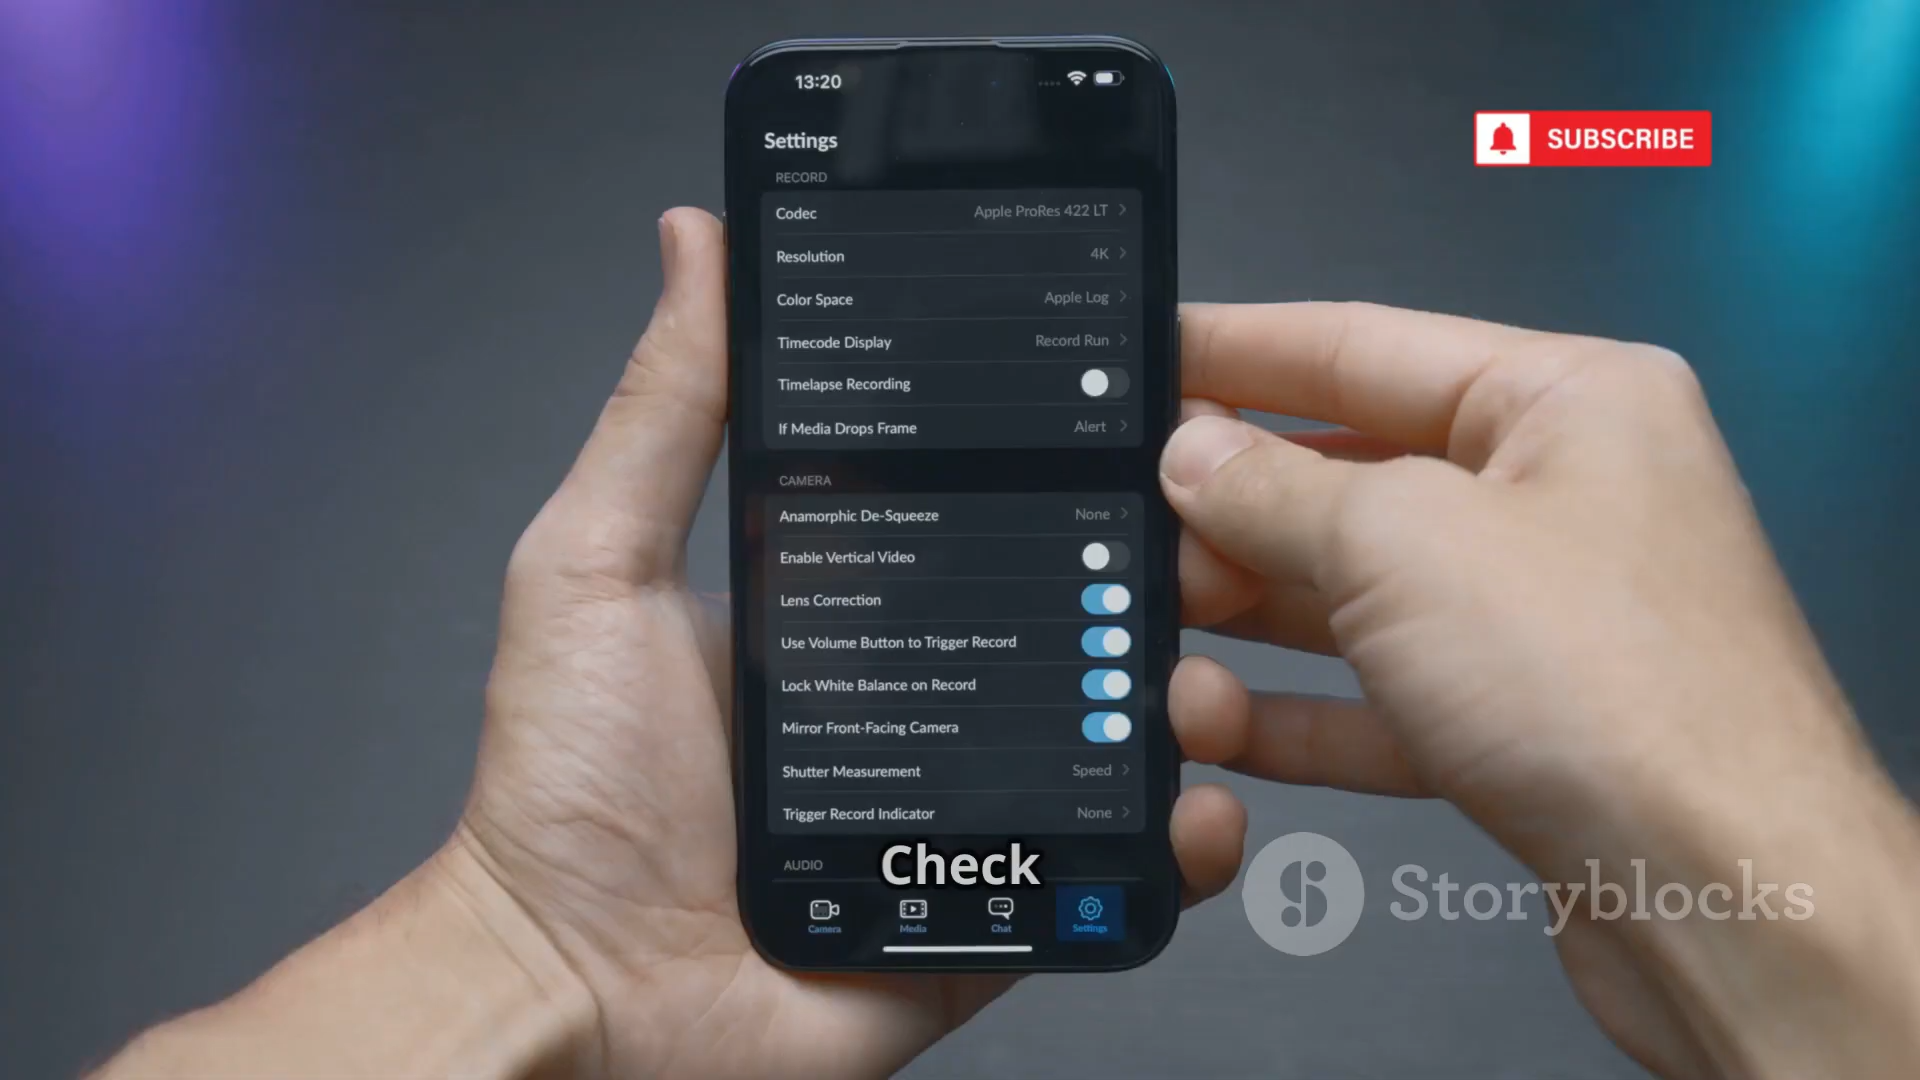 13:20
SUBSCRIBE
Settings
RECORD
Codec Apple ProRes 422 LT
Resolution 4K
Color Space Apple Log
Timecode Display Record Run
Timelapse Recording
If Media Drops Frame Alert
CAMERA
Anamorphic De-Squeeze None
Enable Vertical Video
Lens Correction
Use Volume Button to Trigger Record
Lock White Balance on Record
Mirror Front-Facing Camera
Shutter Measurement Speed
Trigger Record Indicator None
AUDIO
Check
Storyblocks
Camera Media Chat Settings